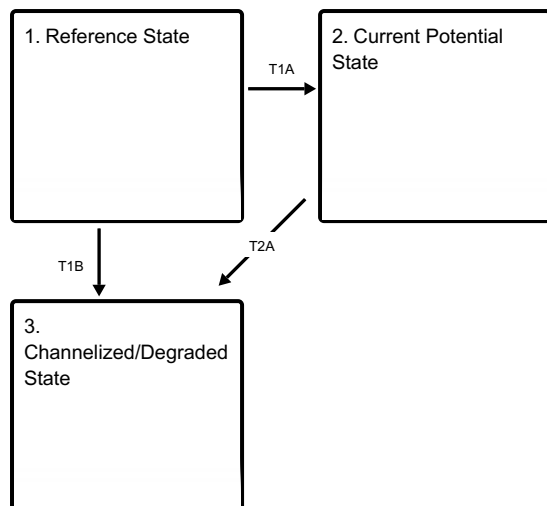 1. Reference State
2. Current Potential
State
T1A
T1B
T2A
3.
Channelized/Degraded
State